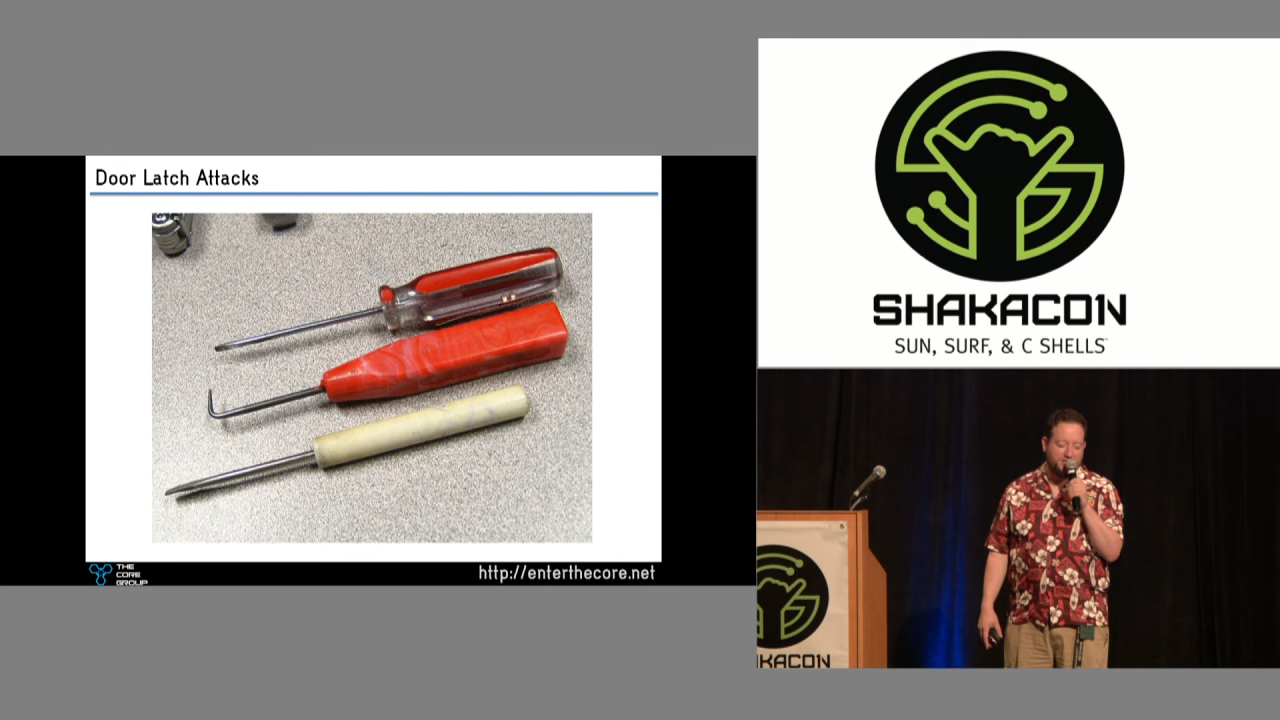 Door Latch Attacks
THE
CORE
GROUP
http://enterthecore.net
SHAKACON
SUN, SURF, & C SHELLS
SHAKACON